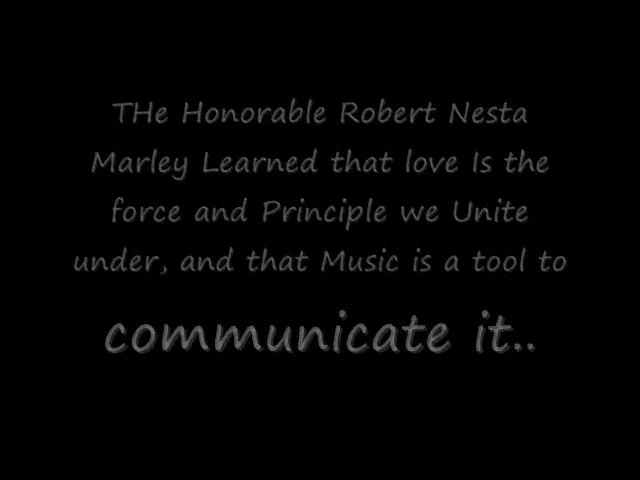 THe Honorable Robert Nesta
Marley Learned that love Is the
force and Principle we Unite
under, and that Music is a tool to
communicate it..